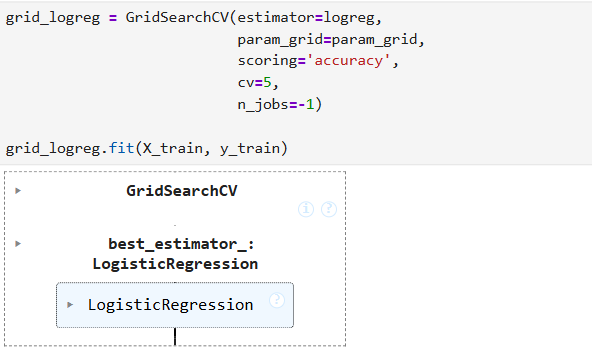 grid_logreg = GridSearchCV(estimator=logreg,
                           param_grid=param_grid,
                           scoring='accuracy',
                           cv=5,
                           n_jobs=-1)
grid_logreg.fit(X_train, y_train)
GridSearchCV
i ?
best_estimator_:
LogisticRegression
LogisticRegression ?